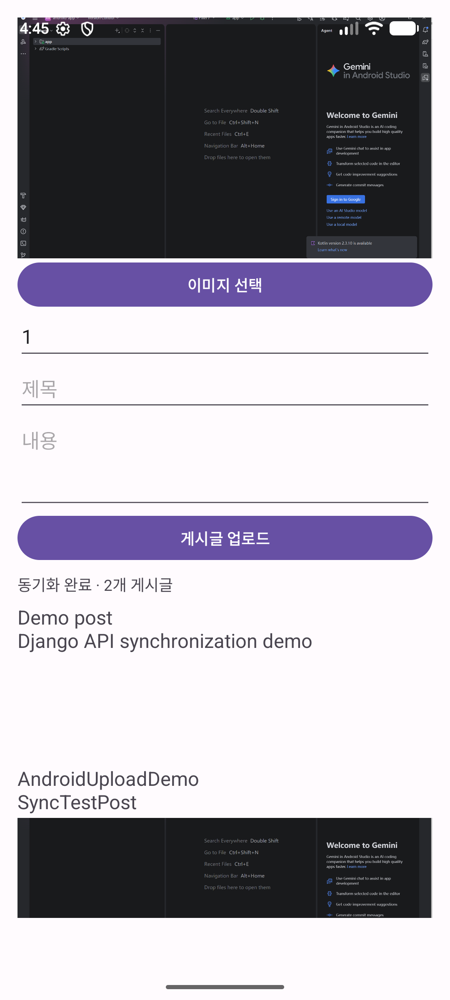 android app
Version Control
Pixel 7
app
4:45
Agent
app
Gradle Scripts
Gemini
in Android Studio
Search Everywhere Double Shift
Go to File Ctrl+Shift+N
Recent Files Ctrl+E
Navigation Bar Alt+Home
Drop files here to open them
Welcome to Gemini
Gemini in Android Studio is an AI coding
companion that helps you build high quality
apps faster. Learn more
Use Gemini chat to assist in app
development
Transform selected code in the editor
Get code improvement suggestions
Generate commit messages
Sign in to Google
Use an AI Studio model
Use a remote model
Use a local model
Kotlin version 2.3.10 is available
Learn what's new
이미지 선택
1
제목
내용
게시글 업로드
동기화 완료 · 2개 게시글
Demo post
Django API synchronization demo
AndroidUploadDemo
SyncTestPost
Search Everywhere Double Shift
Go to File Ctrl+Shift+N
Recent Files Ctrl+E
Navigation Bar Alt+Home
Drop files here to open them
Welcome to Gemini
Gemini in Android Studio is an AI coding
companion that helps you build high quality
apps faster. Learn more
Use Gemini chat to assist in app
development
Transform selected code in the editor
Get code improvement suggestions
Generate commit messages